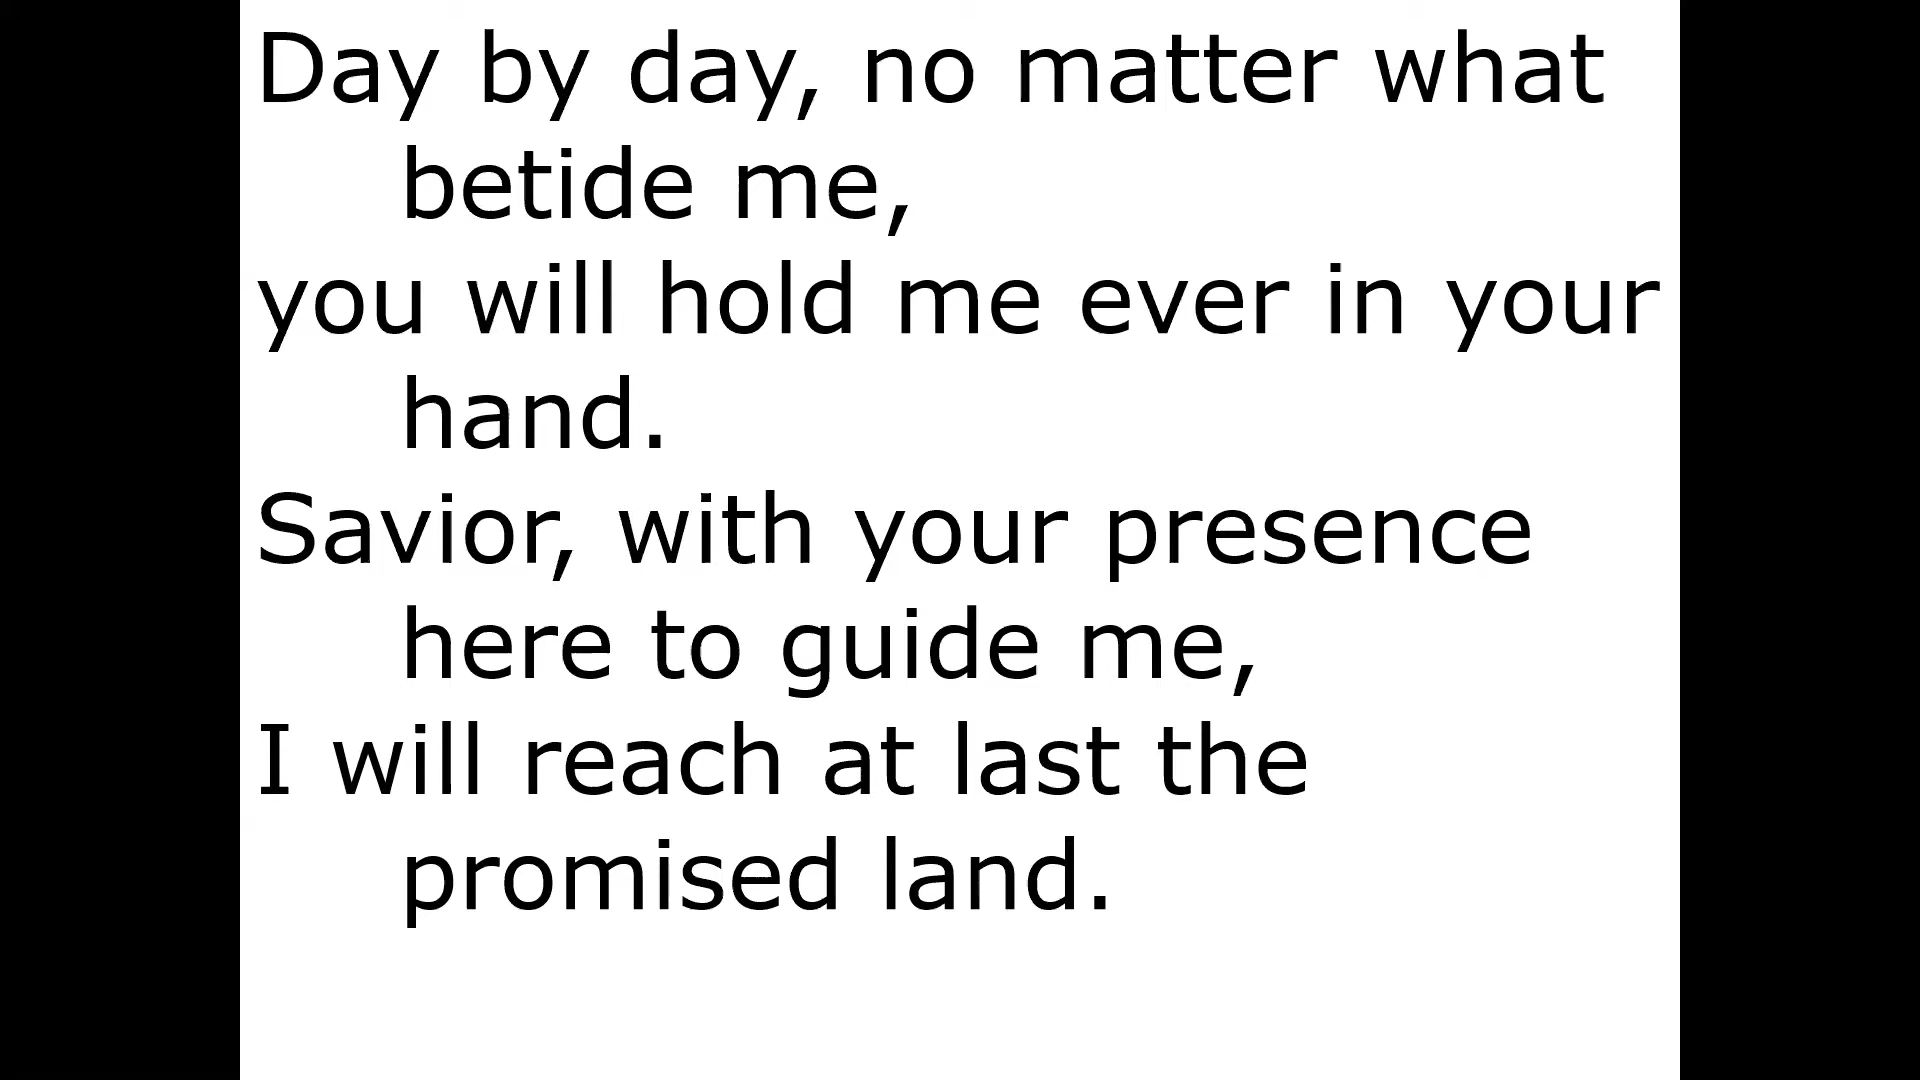 Day by day, no matter what
betide me,
you will hold me ever in your
hand.
Savior, with your presence
here to guide me,
I will reach at last the
promised land.